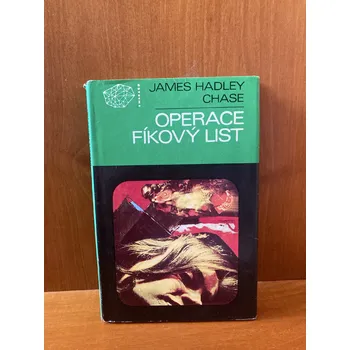 JAMES HADLEY
CHASE
OPERACE
FÍKOVÝ LIST